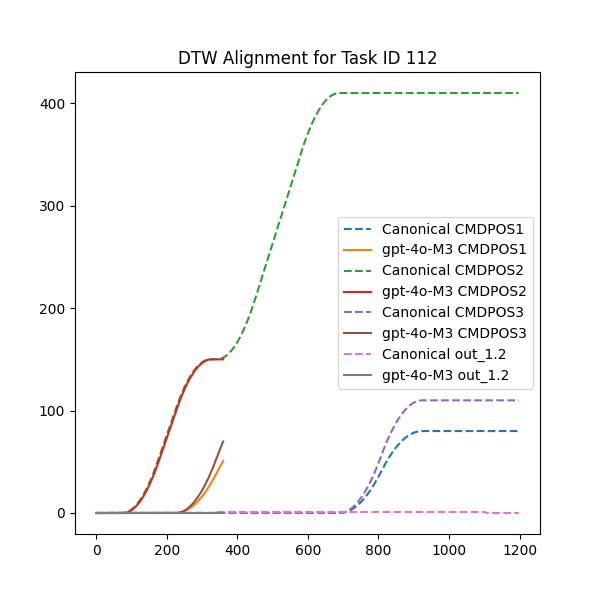 DTW Alignment for Task ID 112
400
300
200
100
0
Canonical CMDPOS1
gpt-4o-M3 CMDPOS1
Canonical CMDPOS2
gpt-4o-M3 CMDPOS2
Canonical CMDPOS3
gpt-4o-M3 CMDPOS3
Canonical out_1.2
gpt-4o-M3 out_1.2
0 200 400 600 800 1000 1200